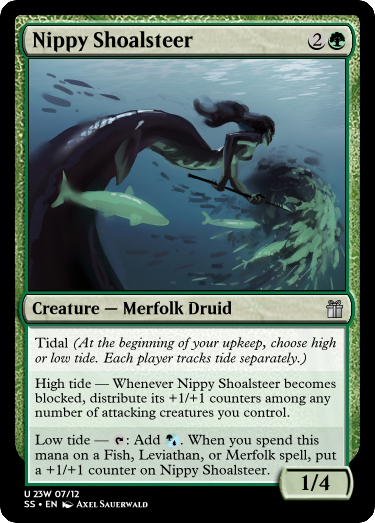 Nippy Shoalsteer 2
Creature — Merfolk Druid
Tidal (At the beginning of your upkeep, choose high
or low tide. Each player tracks tide separately.)
High tide — Whenever Nippy Shoalsteer becomes
blocked, distribute its +1/+1 counters among any
number of attacking creatures you control.
Low tide — : Add . When you spend this
mana on a Fish, Leviathan, or Merfolk spell, put
a +1/+1 counter on Nippy Shoalsteer.
1/4
U 23W 07/12
SS • EN Axel Sauerwald